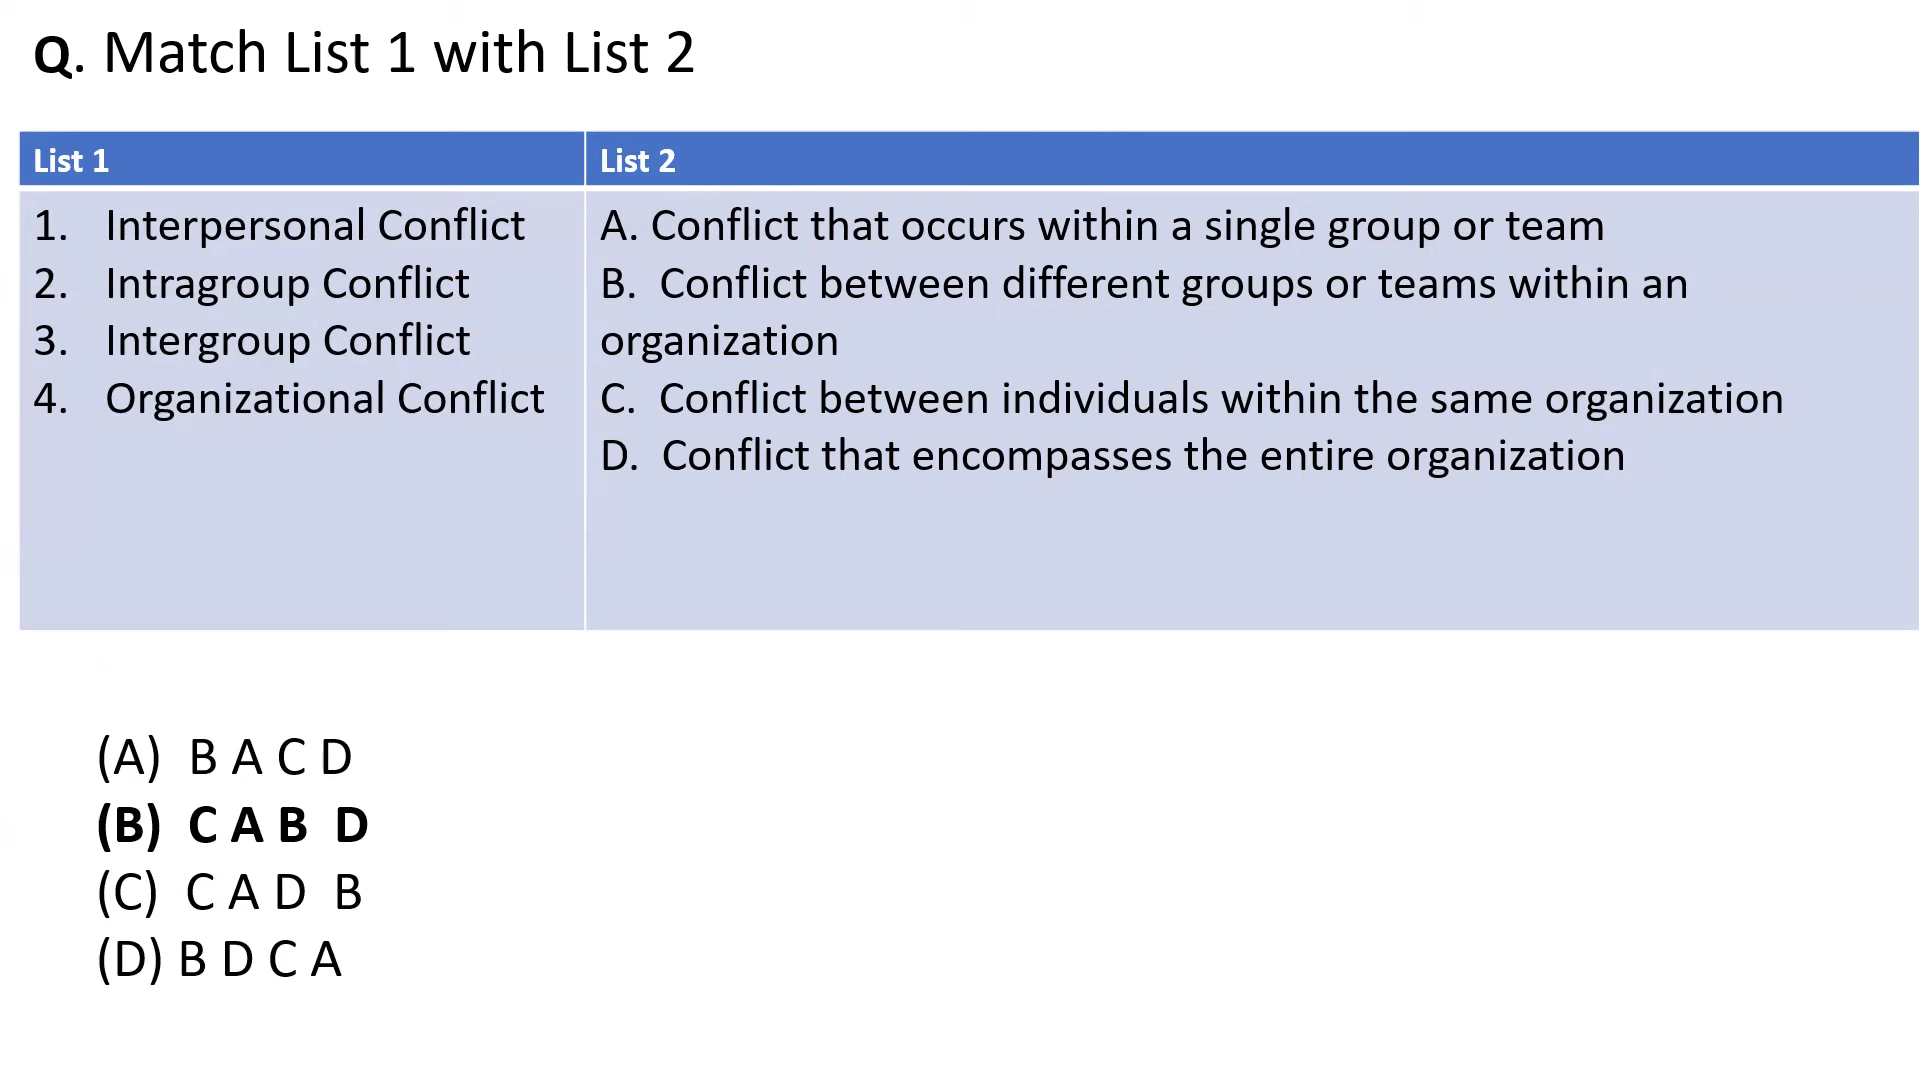 Q. Match List 1 with List 2
List 1
List 2
1. Interpersonal Conflict
2. Intragroup Conflict
3. Intergroup Conflict
4. Organizational Conflict
A. Conflict that occurs within a single group or team
B. Conflict between different groups or teams within an
organization
C. Conflict between individuals within the same organization
D. Conflict that encompasses the entire organization
(A) B A C D
(B) C A B D
(C) C A D B
(D) B D C A